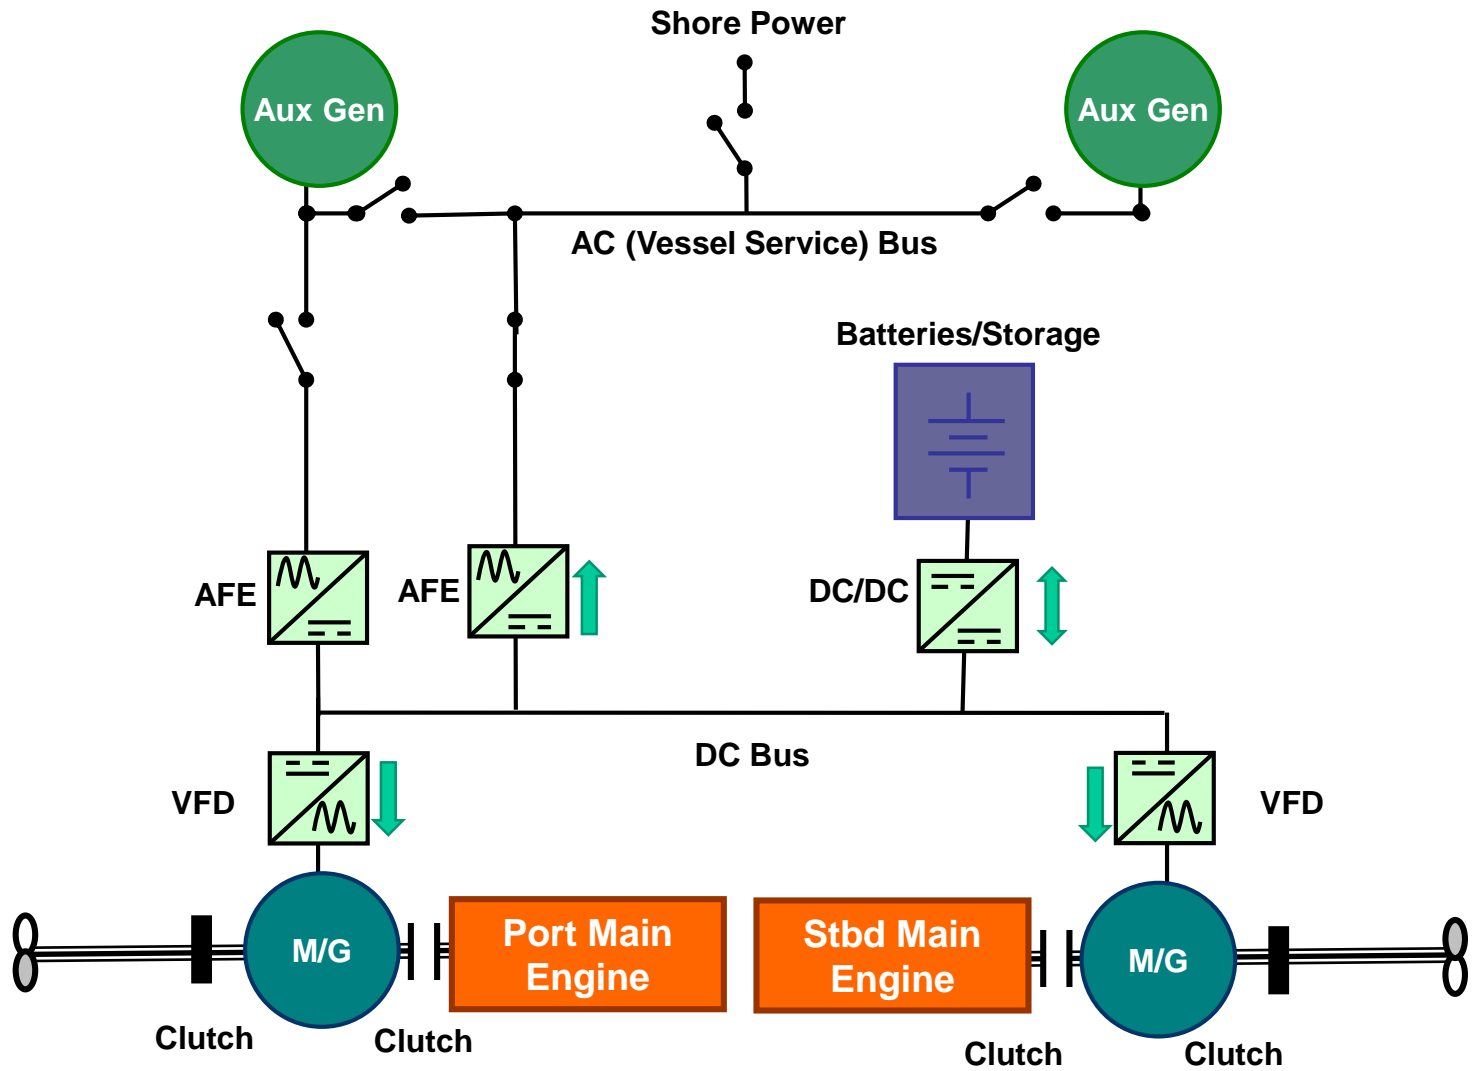 Shore Power
Aux Gen
Aux Gen
AC (Vessel Service) Bus
Batteries/Storage
AFE
AFE
DC/DC
DC Bus
VFD
VFD
M/G
Port Main
Engine
Stbd Main
Engine
M/G
Clutch
Clutch
Clutch
Clutch